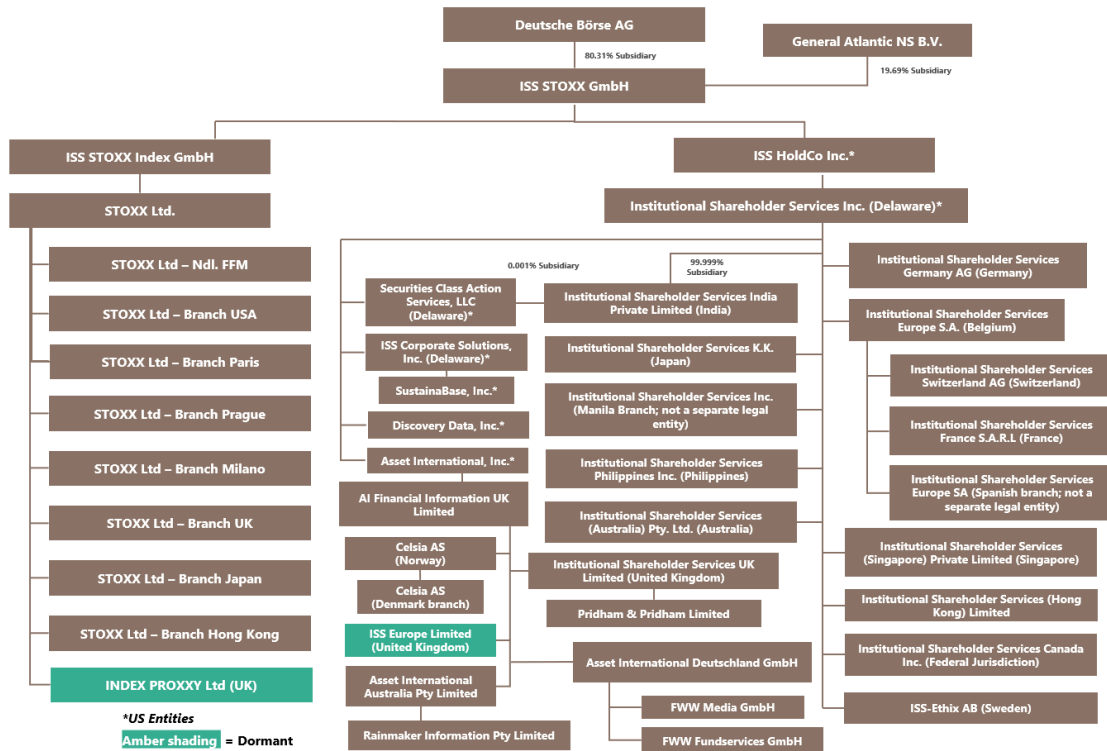 Deutsche Börse AG
General Atlantic NS B.V.
80.31% Subsidiary
19.69% Subsidiary
ISS STOXX GmbH
ISS STOXX Index GmbH
ISS HoldCo Inc.*
STOXX Ltd.
Institutional Shareholder Services Inc. (Delaware)*
STOXX Ltd – Ndl. FFM
STOXX Ltd – Branch USA
STOXX Ltd – Branch Paris
STOXX Ltd – Branch Prague
STOXX Ltd – Branch Milano
STOXX Ltd – Branch UK
STOXX Ltd – Branch Japan
STOXX Ltd – Branch Hong Kong
INDEX PROXXY Ltd (UK)
*US Entities
Amber shading = Dormant
0.001% Subsidiary
99.999%
Subsidiary
Securities Class Action
Services, LLC
(Delaware)*
ISS Corporate Solutions,
Inc. (Delaware)*
SustainaBase, Inc.*
Discovery Data, Inc.*
Asset International, Inc.*
AI Financial Information UK
Limited
Celsia AS
(Norway)
Celsia AS
(Denmark branch)
ISS Europe Limited
(United Kingdom)
Asset International
Australia Pty Limited
Rainmaker Information Pty Limited
Institutional Shareholder Services India
Private Limited (India)
Institutional Shareholder Services K.K.
(Japan)
Institutional Shareholder Services Inc.
(Manila Branch; not a separate legal
entity)
Institutional Shareholder Services
Philippines Inc. (Philippines)
Institutional Shareholder Services
(Australia) Pty. Ltd. (Australia)
Institutional Shareholder Services UK
Limited (United Kingdom)
Pridham & Pridham Limited
Asset International Deutschland GmbH
FWW Media GmbH
FWW Fundservices GmbH
Institutional Shareholder Services
Germany AG (Germany)
Institutional Shareholder Services
Europe S.A. (Belgium)
Institutional Shareholder Services
Switzerland AG (Switzerland)
Institutional Shareholder Services
France S.A.R.L (France)
Institutional Shareholder Services
Europe SA (Spanish branch; not a
separate legal entity)
Institutional Shareholder Services
(Singapore) Private Limited (Singapore)
Institutional Shareholder Services (Hong
Kong) Limited
Institutional Shareholder Services Canada
Inc. (Federal Jurisdiction)
ISS-Ethix AB (Sweden)